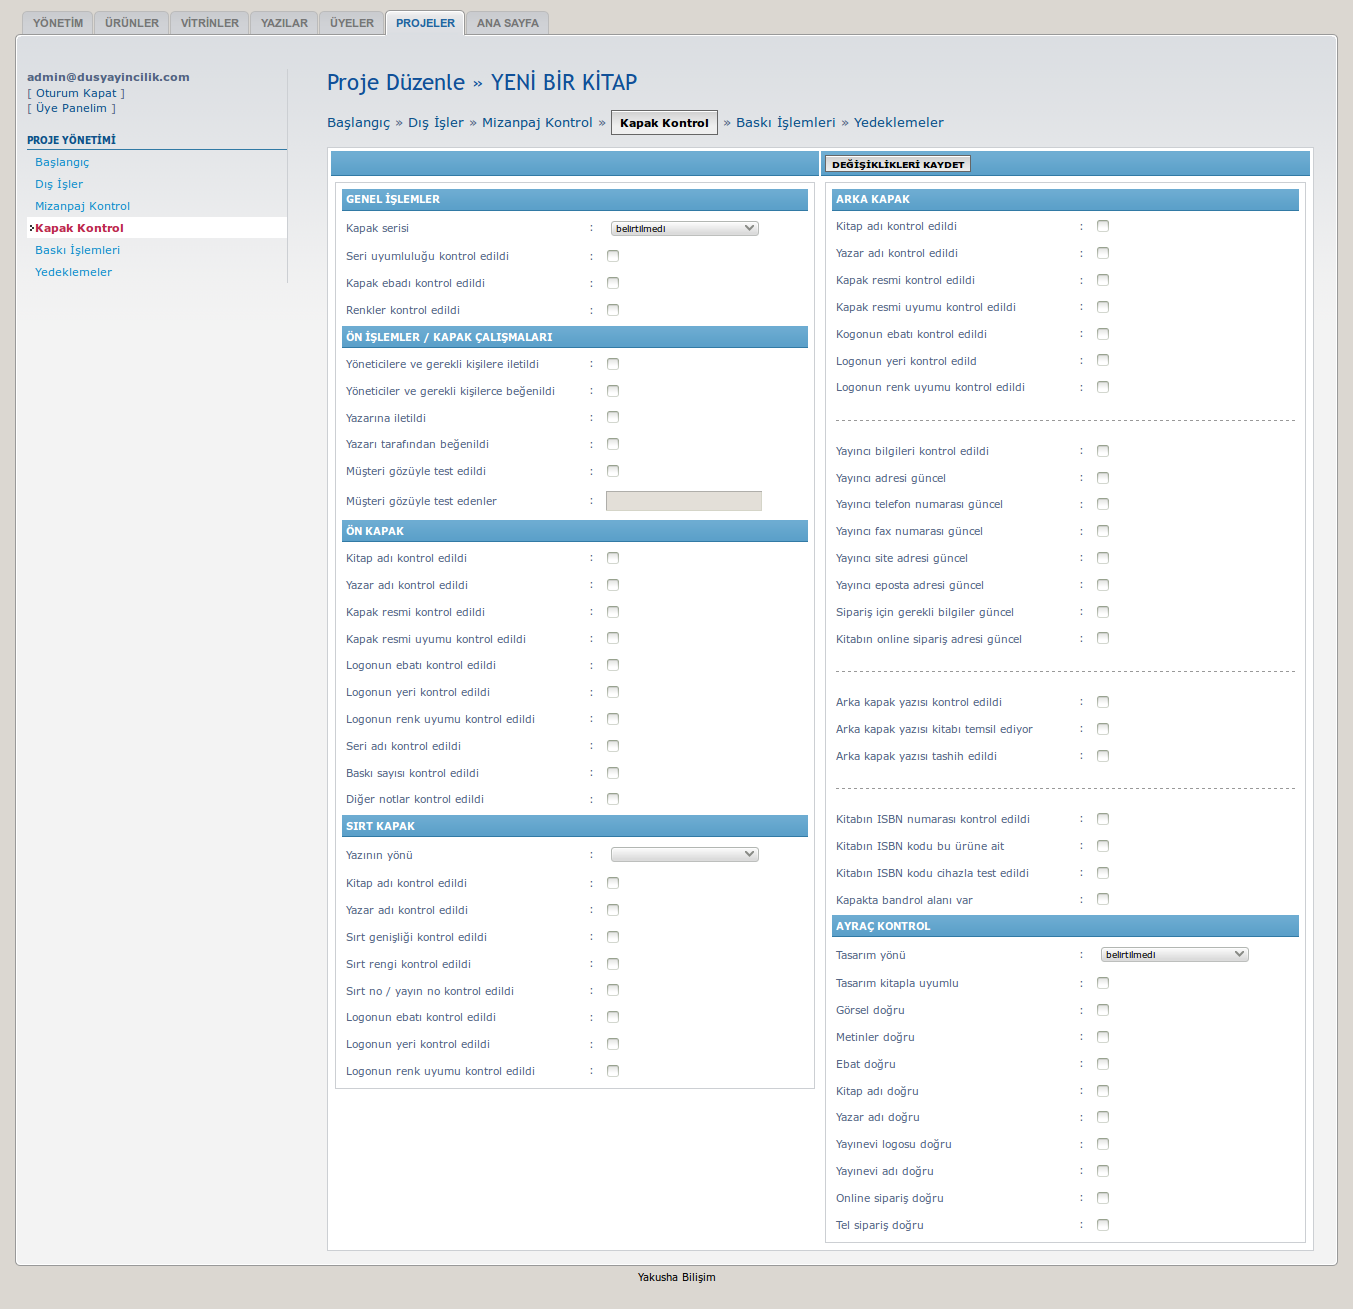 YÖNETİM ÜRÜNLER VİTRİNLER YAZILAR ÜYELER PROJELER ANA SAYFA
admin@dusyayincilik.com
[ Oturum Kapat ]
[ Üye Panelim ]
PROJE YÖNETİMİ
Başlangıç
Dış İşler
Mizanpaj Kontrol
Kapak Kontrol
Baskı İşlemleri
Yedeklemeler
Proje Düzenle » YENİ BİR KİTAP
Başlangıç » Dış İşler » Mizanpaj Kontrol » Kapak Kontrol » Baskı İşlemleri » Yedeklemeler
DEĞİŞİKLİKLERİ KAYDET
GENEL İŞLEMLER
Kapak serisi : belirtilmedi
Seri uyumluluğu kontrol edildi :
Kapak ebadı kontrol edildi :
Renkler kontrol edildi :
ÖN İŞLEMLER / KAPAK ÇALIŞMALARI
Yöneticilere ve gerekli kişilere iletildi :
Yöneticiler ve gerekli kişilerce beğenildi :
Yazarına iletildi :
Yazarı tarafından beğenildi :
Müşteri gözüyle test edildi :
Müşteri gözüyle test edenler :
ÖN KAPAK
Kitap adı kontrol edildi :
Yazar adı kontrol edildi :
Kapak resmi kontrol edildi :
Kapak resmi uyumu kontrol edildi :
Logonun ebatı kontrol edildi :
Logonun yeri kontrol edildi :
Logonun renk uyumu kontrol edildi :
Seri adı kontrol edildi :
Baskı sayısı kontrol edildi :
Diğer notlar kontrol edildi :
SIRT KAPAK
Yazının yönü :
Kitap adı kontrol edildi :
Yazar adı kontrol edildi :
Sırt genişliği kontrol edildi :
Sırt rengi kontrol edildi :
Sırt no / yayın no kontrol edildi :
Logonun ebatı kontrol edildi :
Logonun yeri kontrol edildi :
Logonun renk uyumu kontrol edildi :
ARKA KAPAK
Kitap adı kontrol edildi :
Yazar adı kontrol edildi :
Kapak resmi kontrol edildi :
Kapak resmi uyumu kontrol edildi :
Kogonun ebatı kontrol edildi :
Logonun yeri kontrol edild :
Logonun renk uyumu kontrol edildi :
Yayıncı bilgileri kontrol edildi :
Yayıncı adresi güncel :
Yayıncı telefon numarası güncel :
Yayıncı fax numarası güncel :
Yayıncı site adresi güncel :
Yayıncı eposta adresi güncel :
Sipariş için gerekli bilgiler güncel :
Kitabın online sipariş adresi güncel :
Arka kapak yazısı kontrol edildi :
Arka kapak yazısı kitabı temsil ediyor :
Arka kapak yazısı tashih edildi :
Kitabın ISBN numarası kontrol edildi :
Kitabın ISBN kodu bu ürüne ait :
Kitabın ISBN kodu cihazla test edildi :
Kapakta bandrol alanı var :
AYRAÇ KONTROL
Tasarım yönü : belirtilmedi
Tasarım kitapla uyumlu :
Görsel doğru :
Metinler doğru :
Ebat doğru :
Kitap adı doğru :
Yazar adı doğru :
Yayınevi logosu doğru :
Yayınevi adı doğru :
Online sipariş doğru :
Tel sipariş doğru :
Yakusha Bilişim